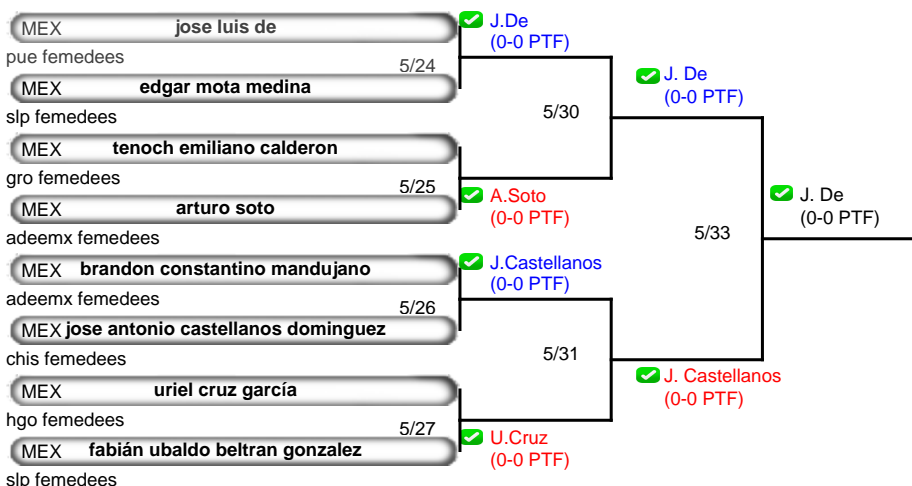 MEX jose luis de
pue femedees
5/24
MEX edgar mota medina
slp femedees
MEX tenoch emiliano calderon
gro femedees
5/25
MEX arturo soto
adeemx femedees
MEX brandon constantino mandujano
adeemx femedees
5/26
MEX jose antonio castellanos dominguez
chis femedees
MEX uriel cruz garcía
hgo femedees
5/27
MEX fabián ubaldo beltran gonzalez
slp femedees
J.De
(0-0 PTF)
5/30
A.Soto
(0-0 PTF)
J.Castellanos
(0-0 PTF)
5/31
U.Cruz
(0-0 PTF)
J. De
(0-0 PTF)
5/33
J. Castellanos
(0-0 PTF)
J. De
(0-0 PTF)